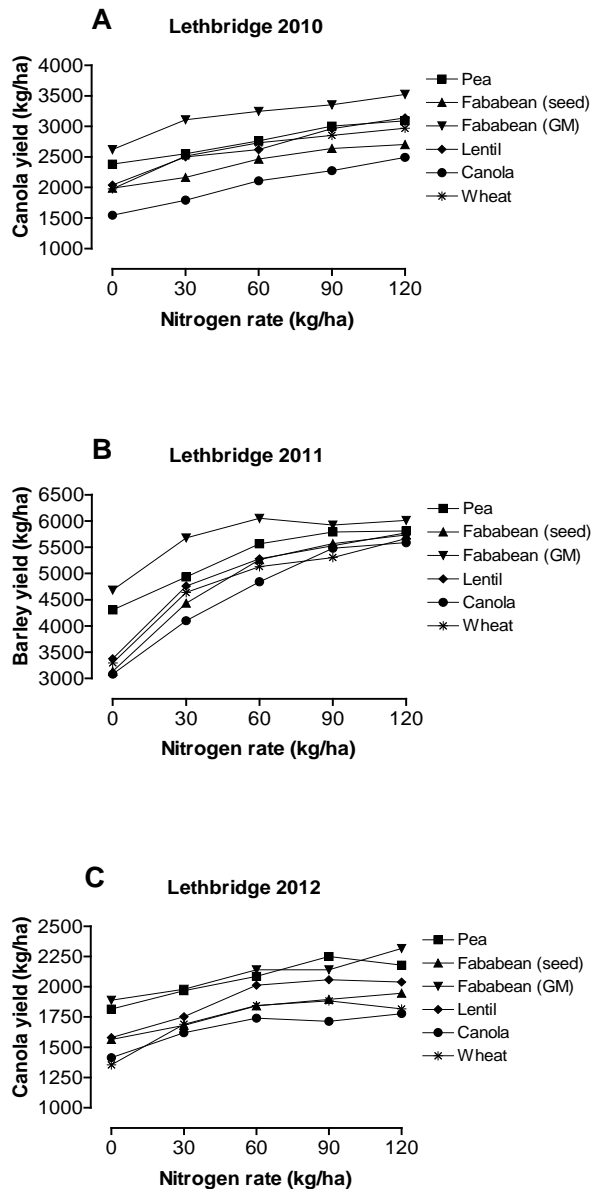 A
Lethbridge 2010
Canola yield (kg/ha)
4000
3500
3000
2500
2000
1500
1000
0 30 60 90 120
Nitrogen rate (kg/ha)
Pea
Fababean (seed)
Fababean (GM)
Lentil
Canola
Wheat
B
Lethbridge 2011
Barley yield (kg/ha)
6500
6000
5500
5000
4500
4000
3500
3000
0 30 60 90 120
Nitrogen rate (kg/ha)
Pea
Fababean (seed)
Fababean (GM)
Lentil
Canola
Wheat
C
Lethbridge 2012
Canola yield (kg/ha)
2500
2250
2000
1750
1500
1250
1000
0 30 60 90 120
Nitrogen rate (kg/ha)
Pea
Fababean (seed)
Fababean (GM)
Lentil
Canola
Wheat